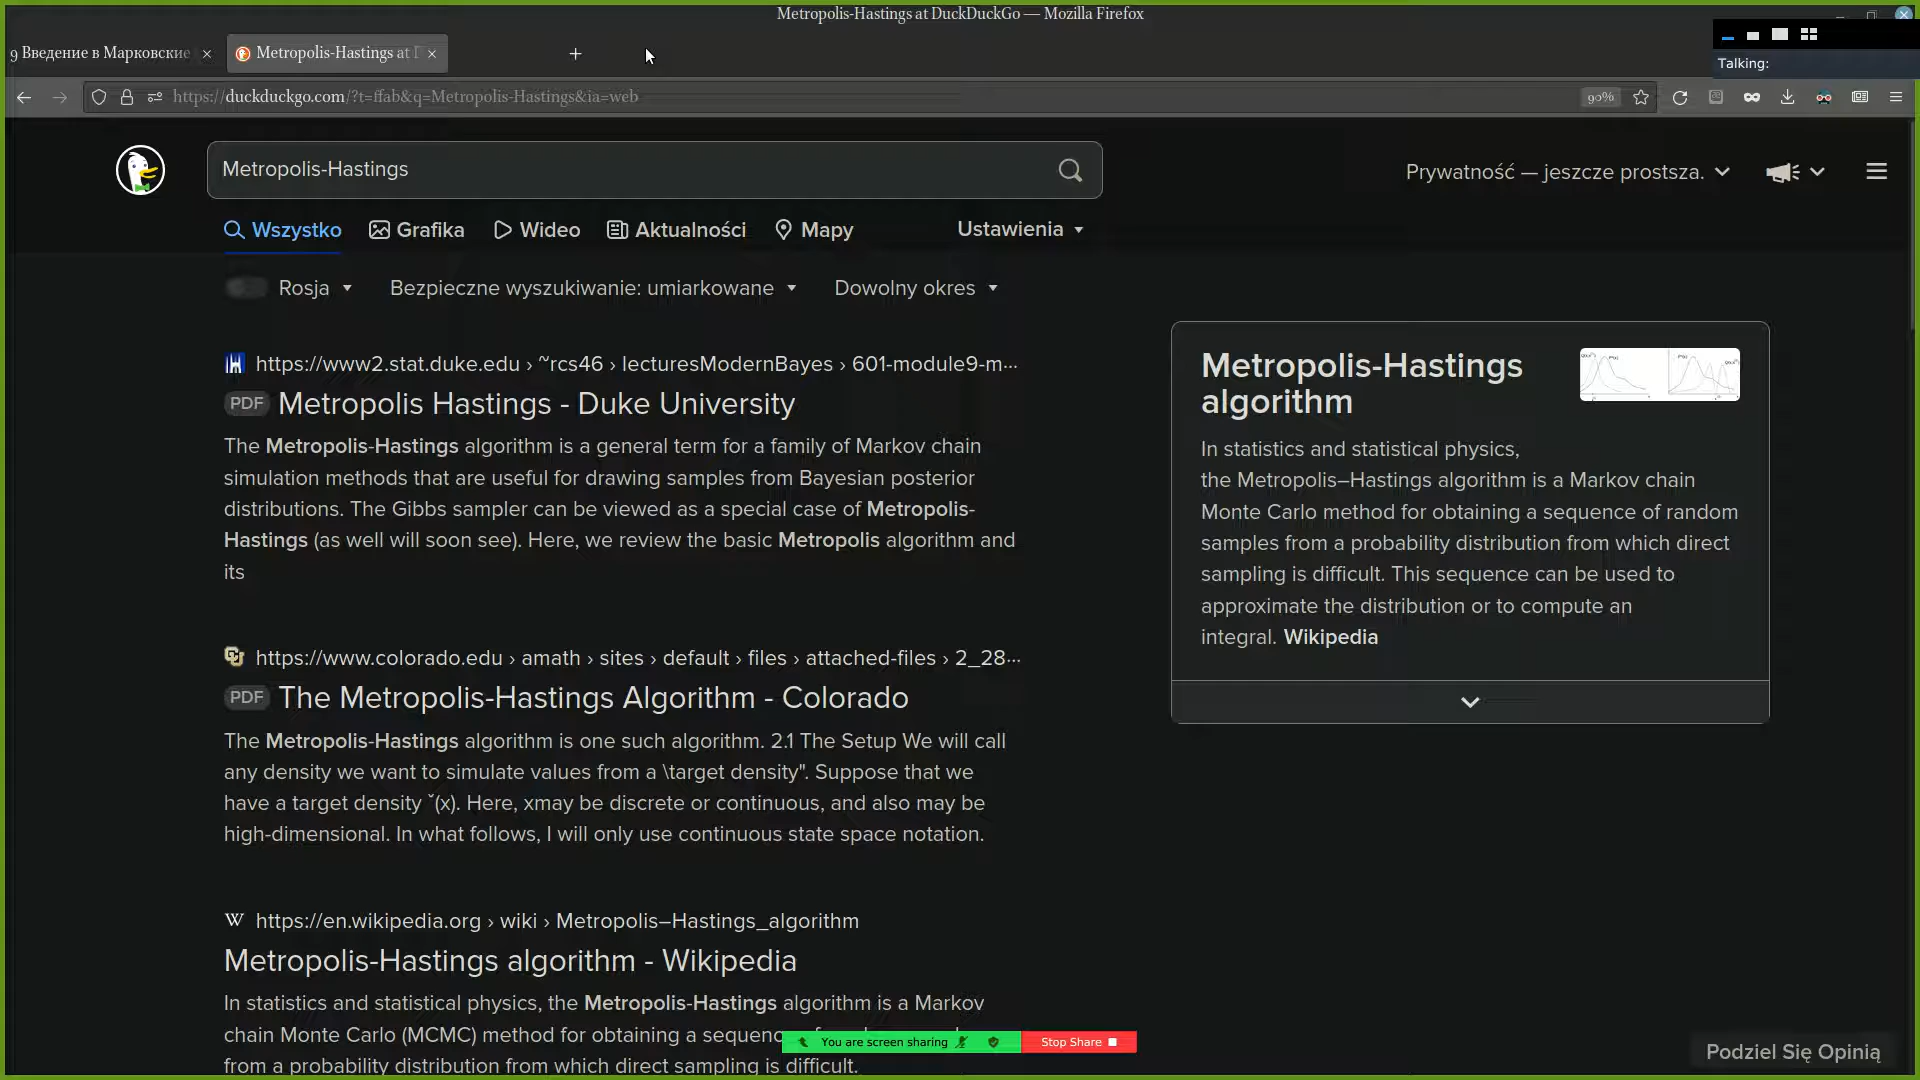 Metropolis-Hastings at DuckDuckGo — Mozilla Firefox
9 Введение в Марковские
Metropolis-Hastings at D
Talking:
https://duckduckgo.com/?t=ffab&q=Metropolis-Hastings&ia=web
90%
Metropolis-Hastings
Prywatność — jeszcze prostsza.
Wszystko
Grafika
Wideo
Aktualności
Mapy
Ustawienia
Rosja
Bezpieczne wyszukiwanie: umiarkowane
Dowolny okres
https://www2.stat.duke.edu › ~rcs46 › lecturesModernBayes › 601-module9-m...
PDF Metropolis Hastings - Duke University
The Metropolis-Hastings algorithm is a general term for a family of Markov chain
simulation methods that are useful for drawing samples from Bayesian posterior
distributions. The Gibbs sampler can be viewed as a special case of Metropolis-
Hastings (as well will soon see). Here, we review the basic Metropolis algorithm and
its
https://www.colorado.edu › amath › sites › default › files › attached-files › 2_28...
PDF The Metropolis-Hastings Algorithm - Colorado
The Metropolis-Hastings algorithm is one such algorithm. 2.1 The Setup We will call
any density we want to simulate values from a \target density". Suppose that we
have a target density ˇ(x). Here, xmay be discrete or continuous, and also may be
high-dimensional. In what follows, I will only use continuous state space notation.
https://en.wikipedia.org › wiki › Metropolis–Hastings_algorithm
Metropolis-Hastings algorithm - Wikipedia
In statistics and statistical physics, the Metropolis-Hastings algorithm is a Markov
chain Monte Carlo (MCMC) method for obtaining a sequenc
from a probability distribution from which direct sampling is difficult.
Metropolis-Hastings
algorithm
In statistics and statistical physics,
the Metropolis–Hastings algorithm is a Markov chain
Monte Carlo method for obtaining a sequence of random
samples from a probability distribution from which direct
sampling is difficult. This sequence can be used to
approximate the distribution or to compute an
integral. Wikipedia
You are screen sharing
Stop Share
Podziel Się Opinią